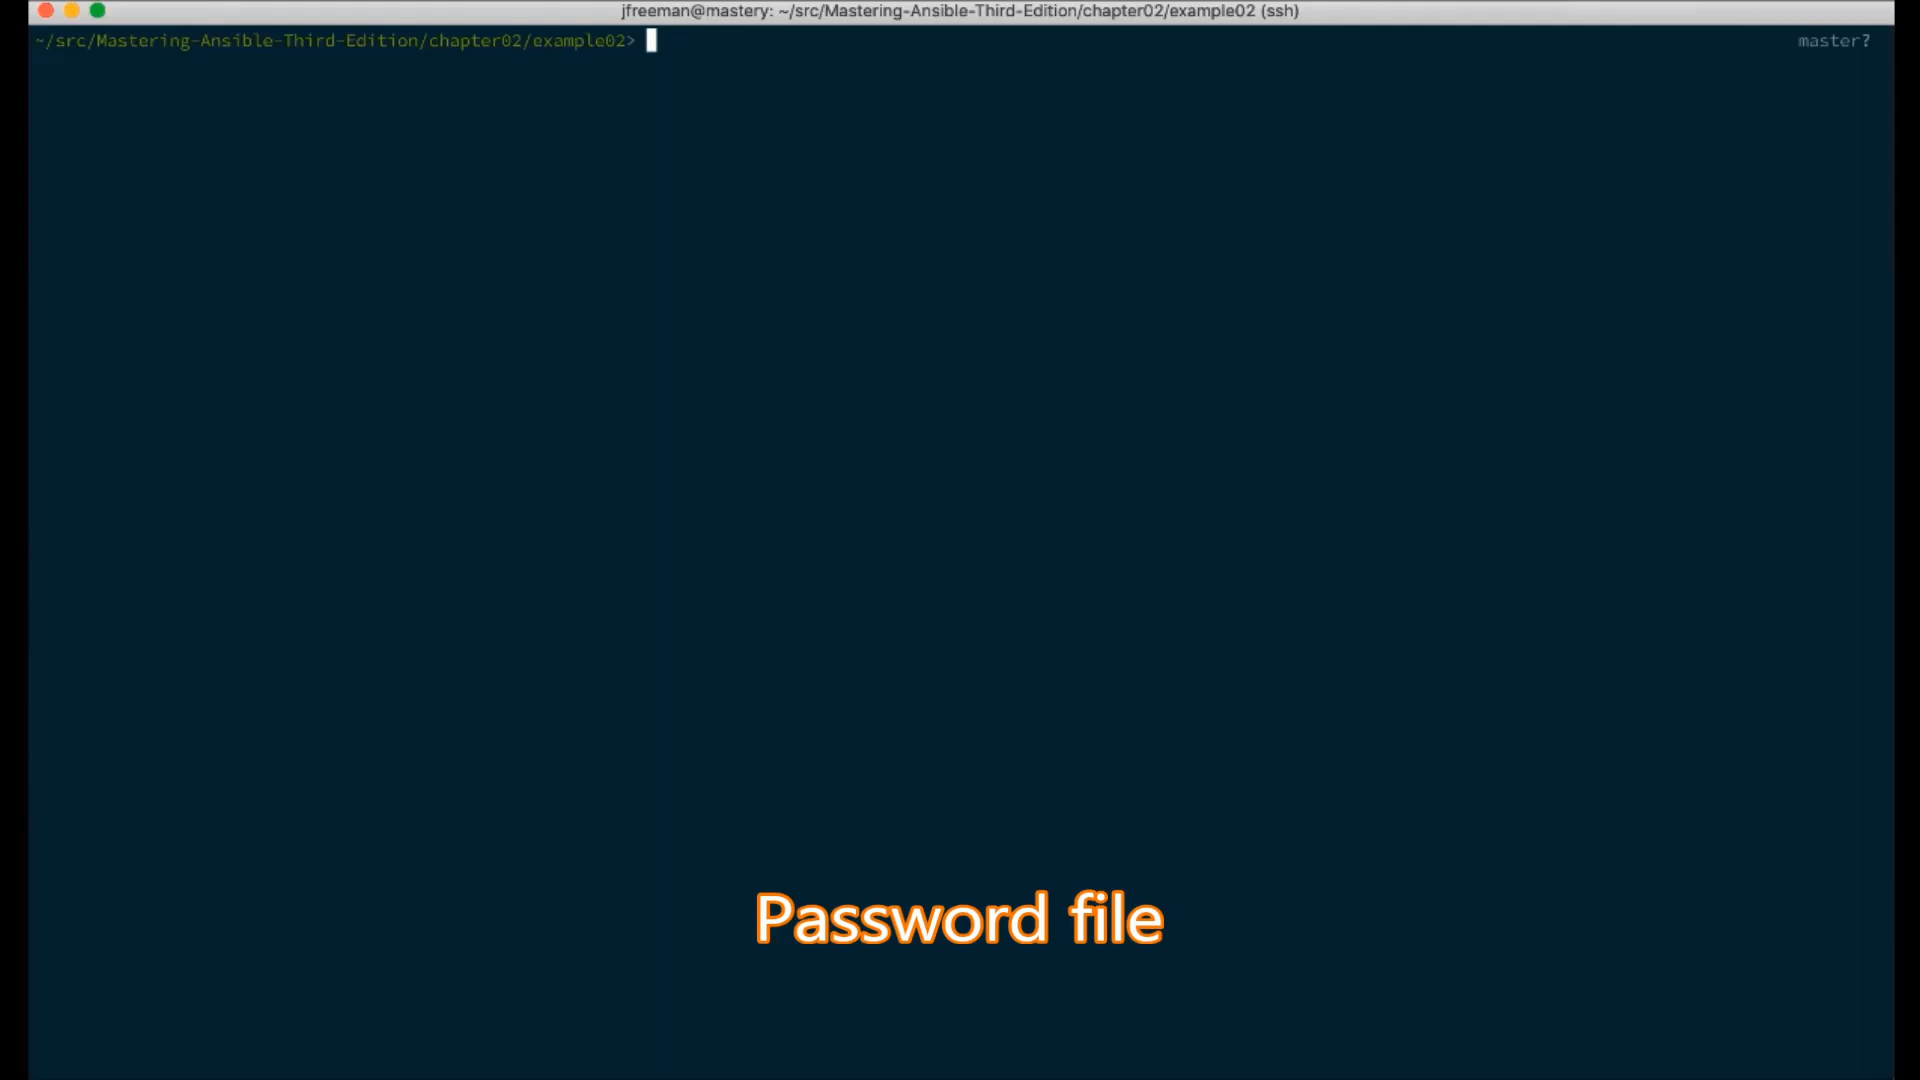 jfreeman@mastery: ~/src/Mastering-Ansible-Third-Edition/chapter02/example02 (ssh)
~/src/Mastering-Ansible-Third-Edition/chapter02/example02> master?
Password file